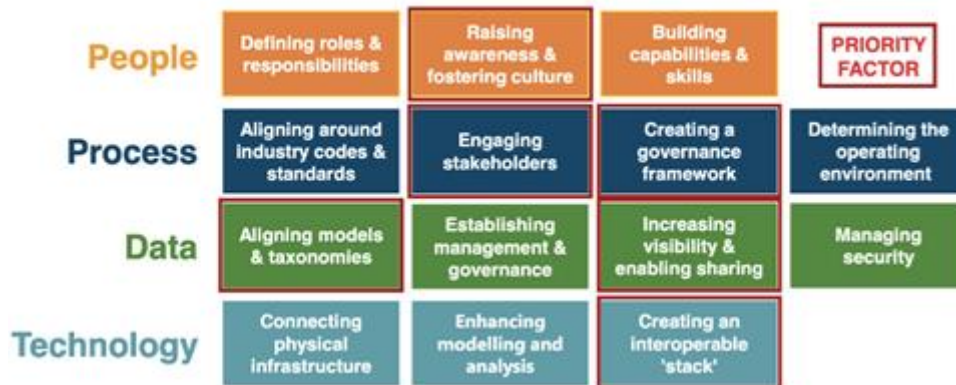 People
Defining roles &
responsibilities
Raising
awareness &
fostering culture
Building
capabilities &
skills
PRIORITY
FACTOR
Process
Aligning around
industry codes &
standards
Engaging
stakeholders
Creating a
governance
framework
Determining the
operating
environment
Data
Aligning models
& taxonomies
Establishing
management &
governance
Increasing
visibility &
enabling sharing
Managing
security
Technology
Connecting
physical
infrastructure
Enhancing
modelling and
analysis
Creating an
interoperable
'stack'